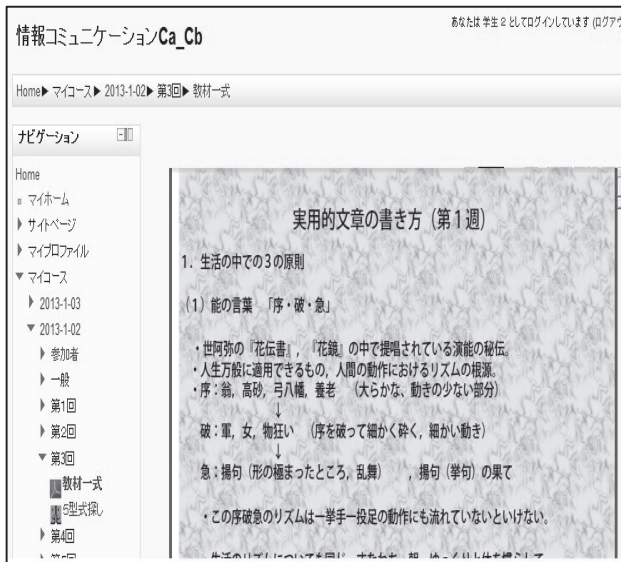 情報コミュニケーションCa_Cb
あなたは 学生2 としてログインしています (ログアウ
Home▶ マイコース▶ 2013-1-02▶ 第3回▶ 教材一式
ナビゲーション
Home
マイホーム
サイトページ
マイプロファイル
マイコース
2013-1-03
2013-1-02
参加者
一般
第1回
第2回
第3回
教材一式
5型式探し
第4回
実用的文章の書き方（第1週）
1．生活の中での3の原則
(1) 能の言葉 「序・破・急」
・世阿弥の『花伝書』，『花鏡』の中で提唱されている演能の秘伝。
・人生万般に適用できるもの，人間の動作におけるリズムの根源。
・序：翁，高砂，弓八幡，養老 （大らかな、動きの少ない部分）
↓
破：軍，女，物狂い （序を破って細かく砕く，細かい動き）
↓
急：揚句（形の極まったところ，乱舞） ，揚句（挙句）の果て
・この序破急のリズムは一挙手一投足の動作にも流れていないといけない。